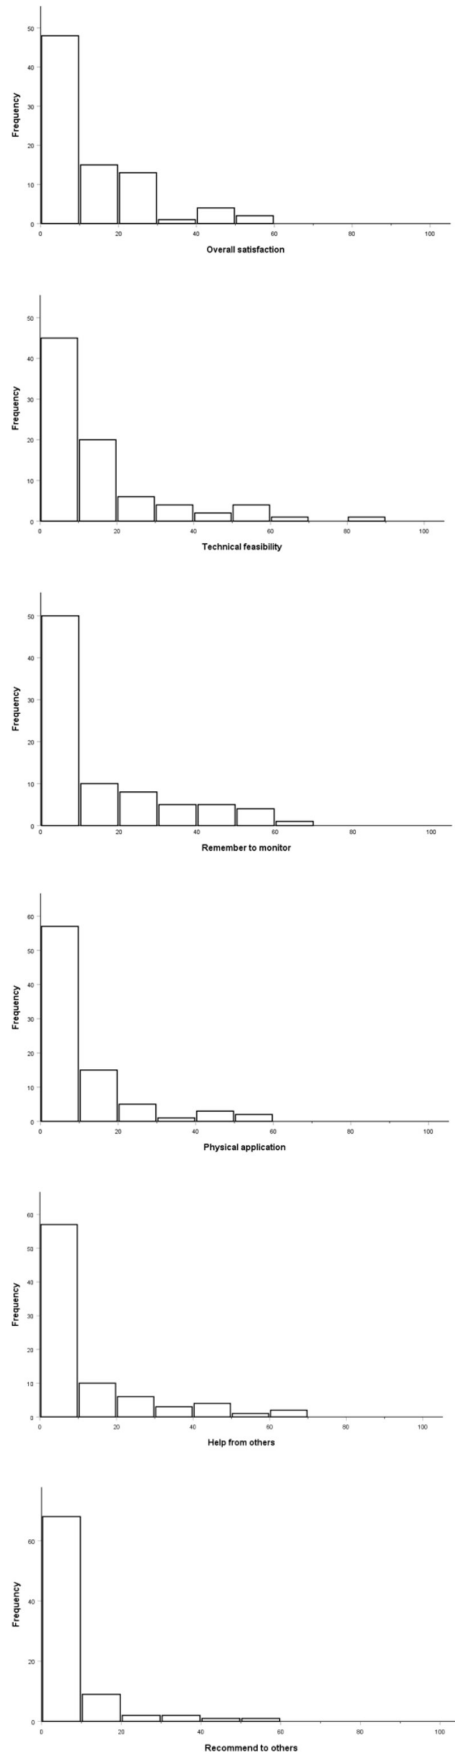 50
40
30
20
10
0
Frequency
0 20 40 60 80 100
Overall satisfaction
50
40
30
20
10
0
Frequency
0 20 40 60 80 100
Technical feasibility
50
40
30
20
10
0
Frequency
0 20 40 60 80 100
Remember to monitor
60
50
40
30
20
10
0
Frequency
0 20 40 60 80 100
Physical application
60
50
40
30
20
10
0
Frequency
0 20 40 60 80 100
Help from others
60
40
20
0
Frequency
0 20 40 60 80 100
Recommend to others